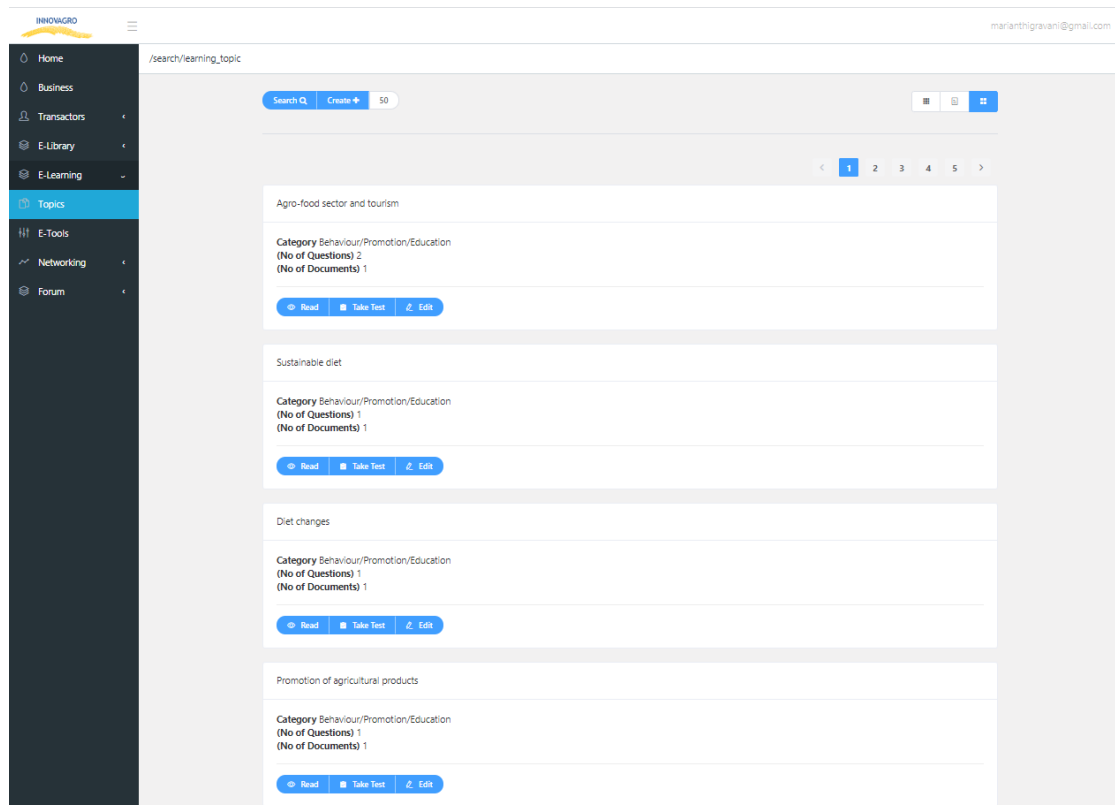 INNOVAGRO
marianthigravani@gmail.com
Home
Business
Transactors
E-Library
E-Learning
Topics
E-Tools
Networking
Forum
/search/learning_topic
Search Create + 50
< 1 2 3 4 5 >
Agro-food sector and tourism
Category Behaviour/Promotion/Education
(No of Questions) 2
(No of Documents) 1
Read Take Test Edit
Sustainable diet
Category Behaviour/Promotion/Education
(No of Questions) 1
(No of Documents) 1
Read Take Test Edit
Diet changes
Category Behaviour/Promotion/Education
(No of Questions) 1
(No of Documents) 1
Read Take Test Edit
Promotion of agricultural products
Category Behaviour/Promotion/Education
(No of Questions) 1
(No of Documents) 1
Read Take Test Edit